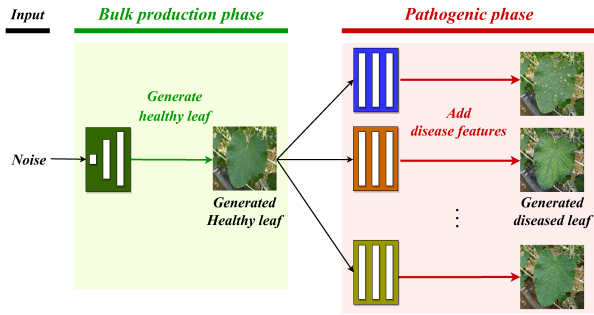 Input
Bulk production phase
Pathogenic phase
Generate
healthy leaf
Add
disease features
Noise
Generated
Healthy leaf
Generated
diseased leaf